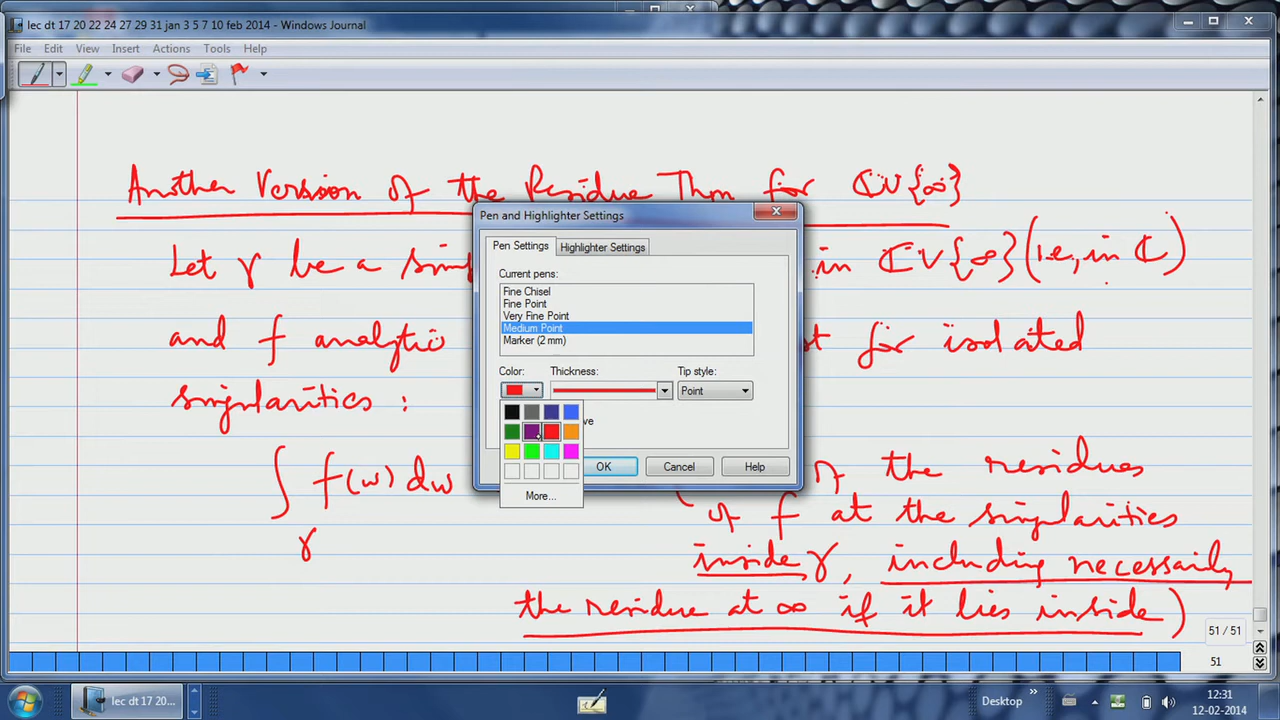 lec dt 17 20 22 24 27 29 31 jan 3 5 7 10 feb 2014 - Windows Journal
File Edit View Insert Actions Tools Help
Another Version of the Residue Thm for ℂ∪{∞}
Let γ be a in ℂ∪{∞} (i.e., in ℂ)
and f analytic for isolated
singularities :
∫ f(w) dw of the residues
γ
of f at the singularities
inside γ, including necessarily
the residue at ∞ if it lies inside)
Pen and Highlighter Settings
Pen Settings Highlighter Settings
Current pens:
Fine Chisel
Fine Point
Very Fine Point
Medium Point
Marker (2 mm)
Color: Thickness: Tip style:
Point
More...
OK Cancel Help
51 / 51
51
lec dt 17 20... Desktop 12:31
12-02-2014